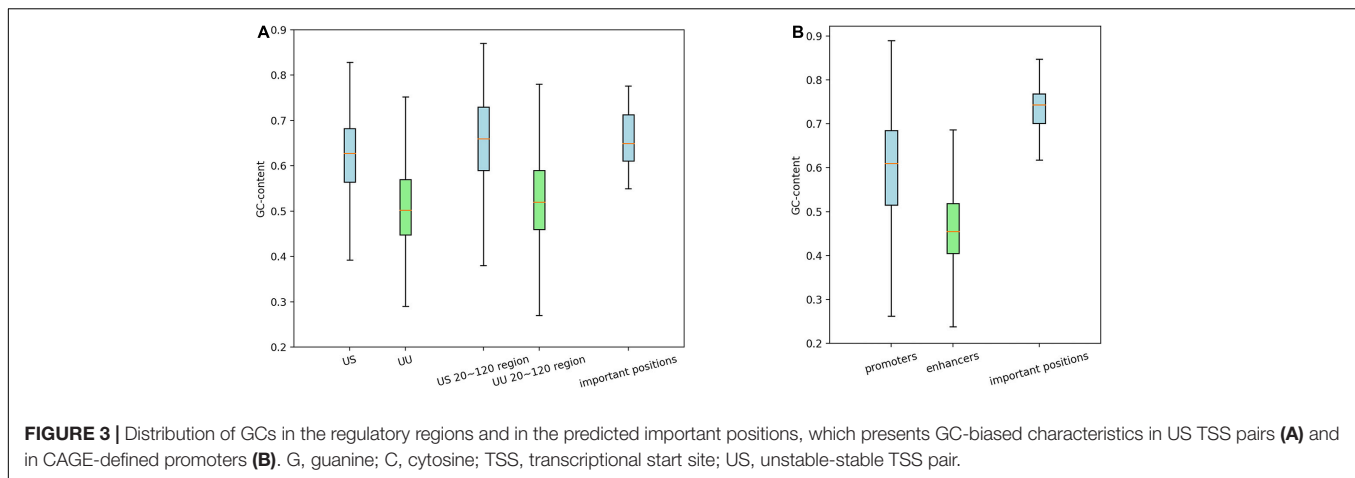 A
0.9
0.8
0.7
0.6
0.5
0.4
0.3
0.2
GC-content
US
UU
US 20~120 region
UU 20~120 region
important positions
B
0.9
0.8
0.7
0.6
0.5
0.4
0.3
0.2
GC-content
promoters
enhancers
important positions
FIGURE 3 | Distribution of GCs in the regulatory regions and in the predicted important positions, which presents GC-biased characteristics in US TSS pairs (A) and
in CAGE-defined promoters (B). G, guanine; C, cytosine; TSS, transcriptional start site; US, unstable-stable TSS pair.